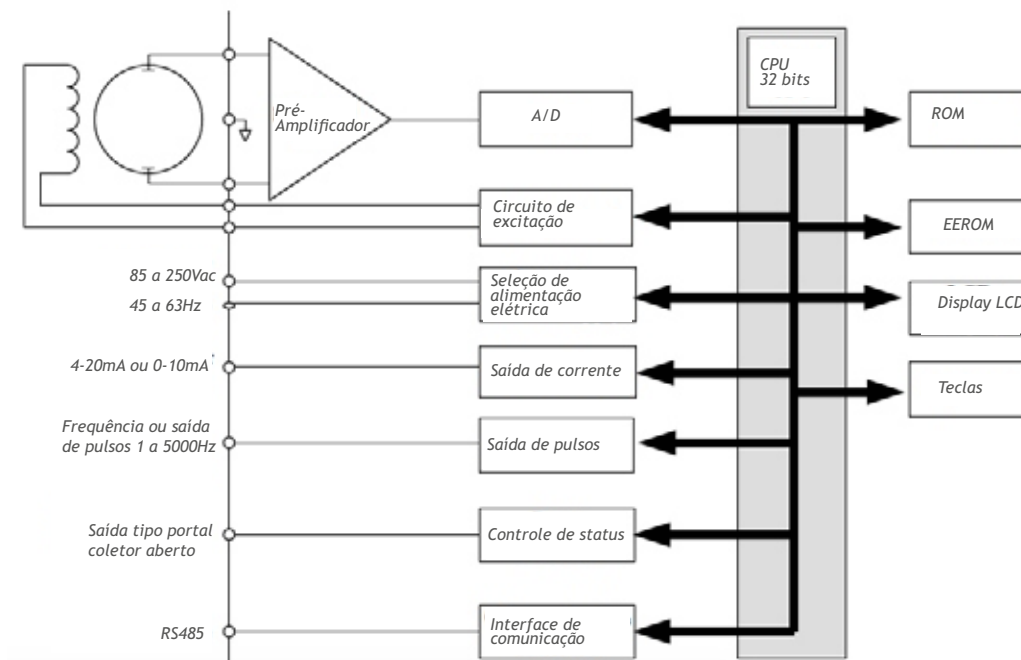 CPU
32 bits
Pré-
Amplificador
A/D
ROM
Circuito de
excitação
EEROM
85 a 250Vac
45 a 63Hz
Seleção de
alimentação
elétrica
Display LCD
4-20mA ou 0-10mA
Saída de corrente
Teclas
Frequência ou saída
de pulsos 1 a 5000Hz
Saída de pulsos
Saída tipo portal
coletor aberto
Controle de status
RS485
Interface de
comunicação